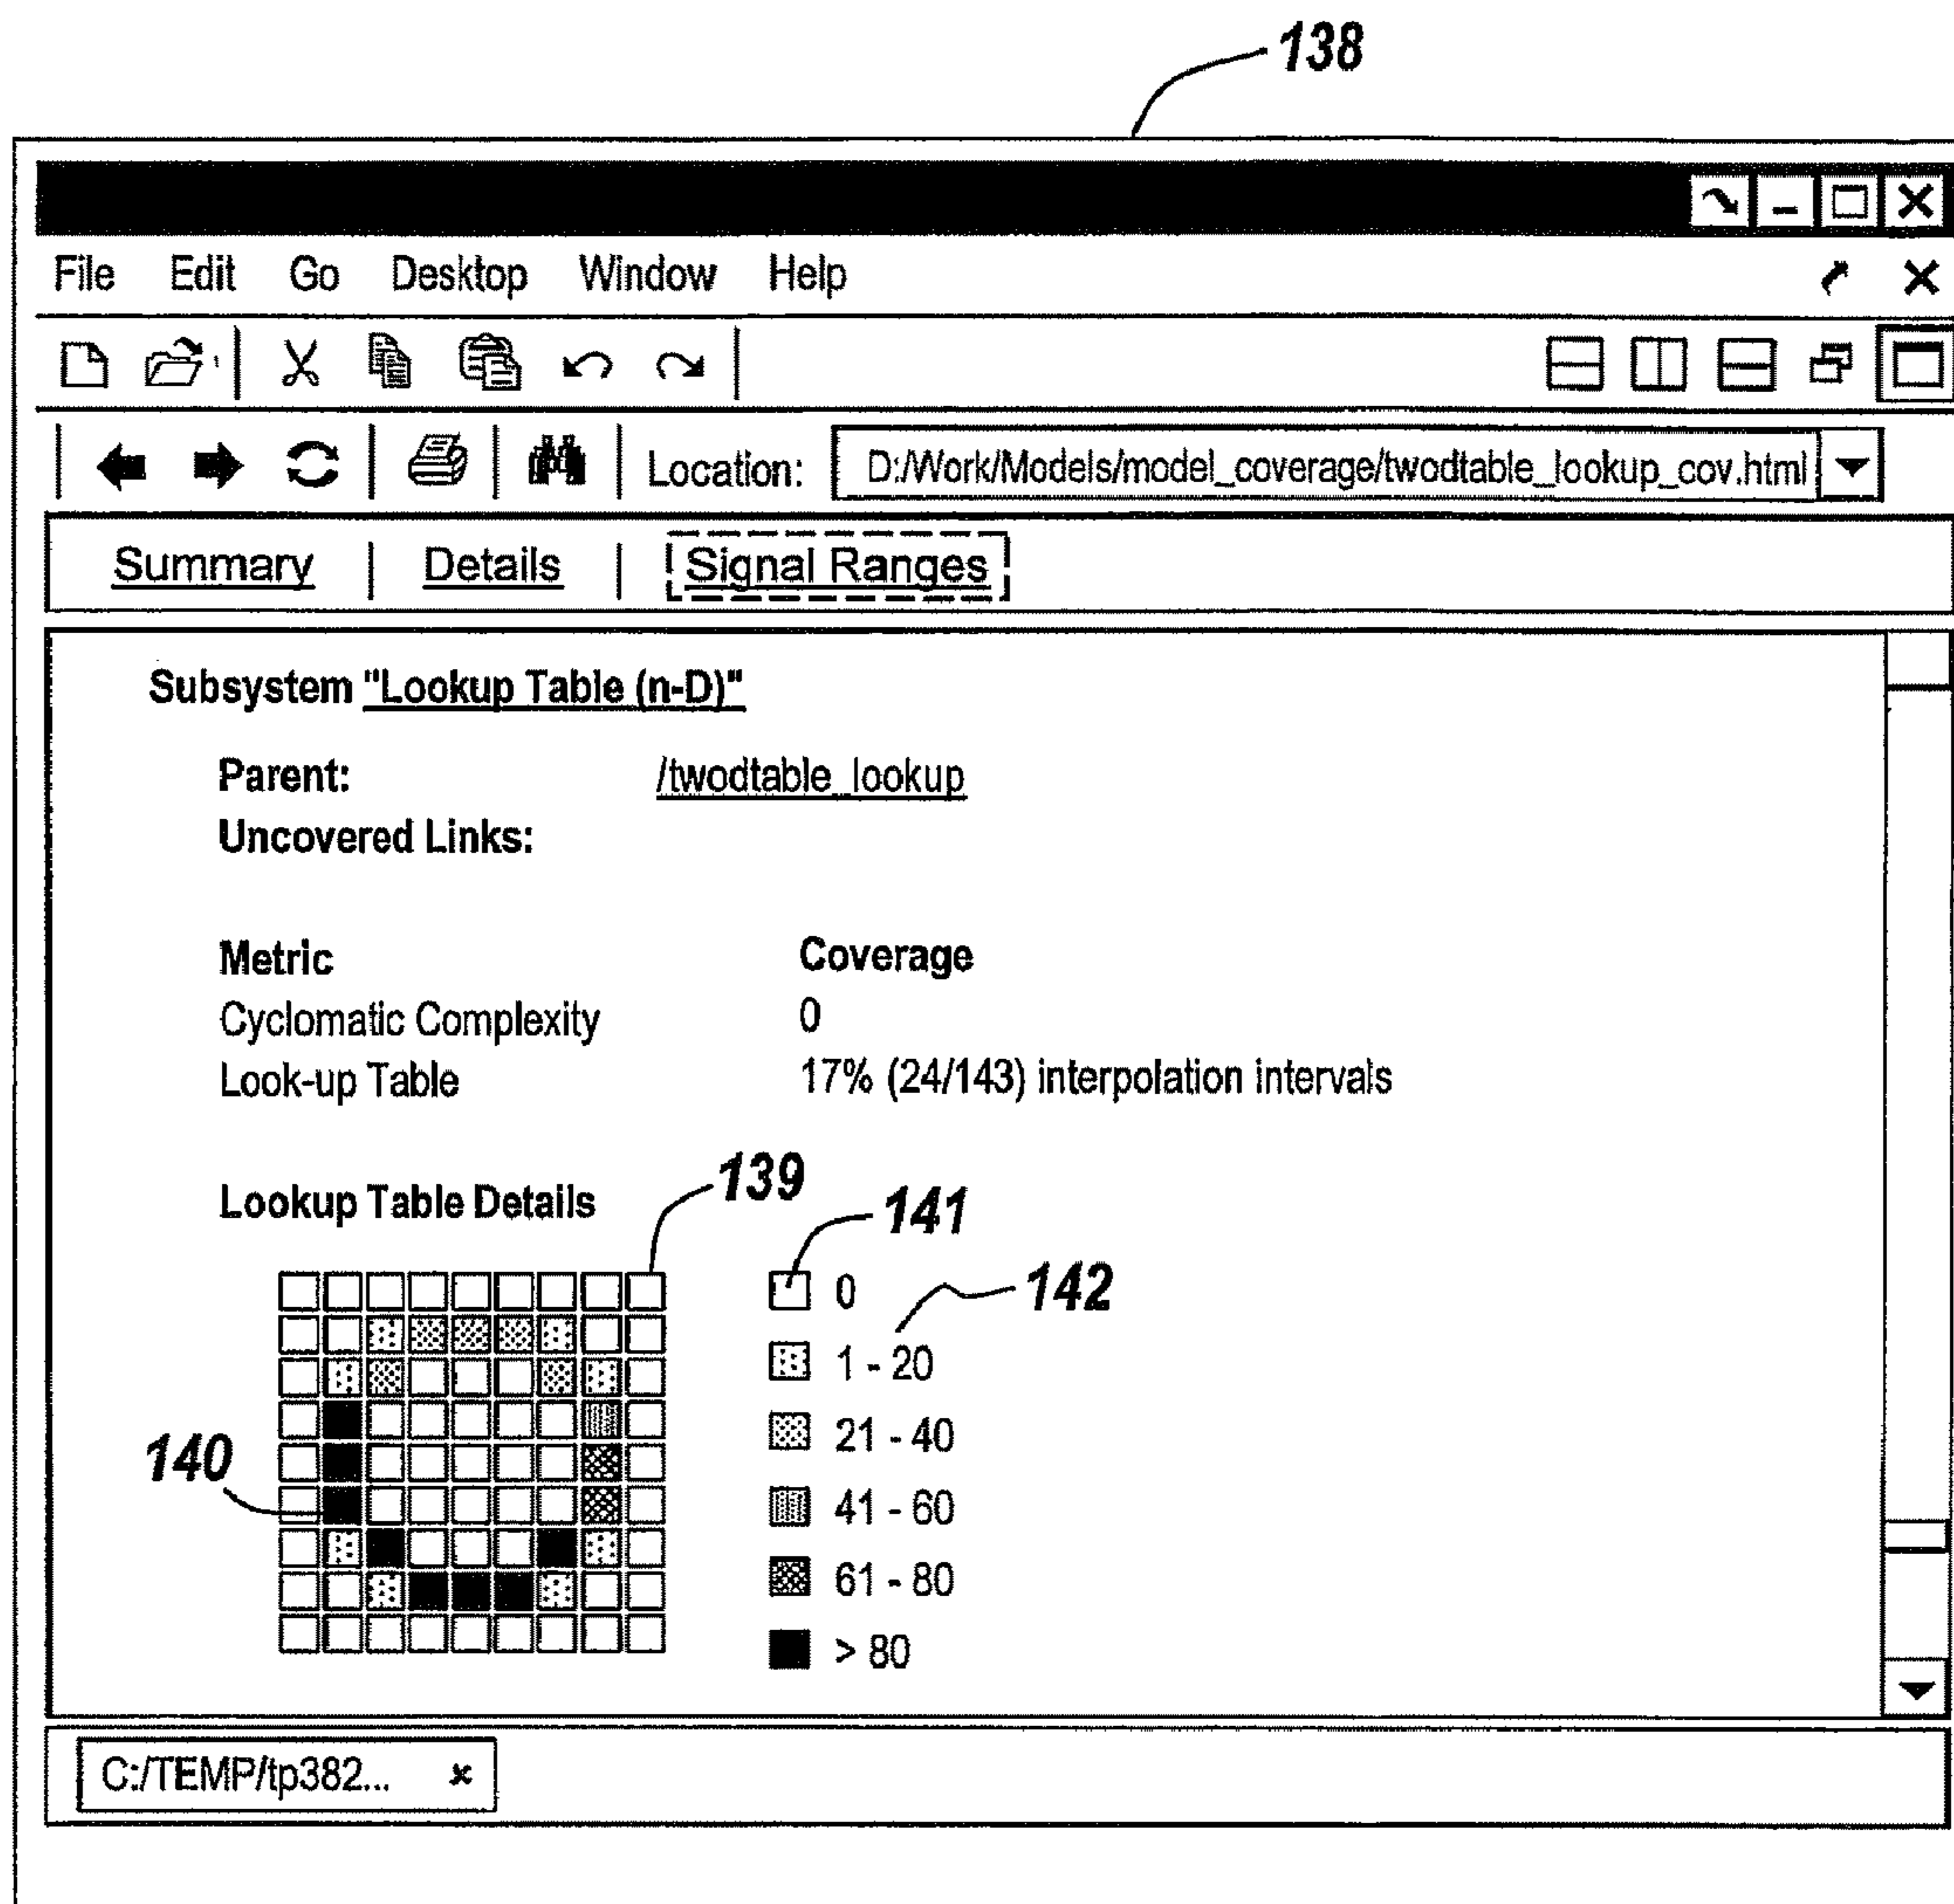 138
File Edit Go Desktop Window Help
Location: D:/Work/Models/model_coverage/twodtable_lookup_cov.html
Summary | Details | Signal Ranges
Subsystem "Lookup Table (n-D)"
Parent: /twodtable_lookup
Uncovered Links:
Metric Coverage
Cyclomatic Complexity 0
Look-up Table 17% (24/143) interpolation intervals
Lookup Table Details
139
141
142
140
0
1 - 20
21 - 40
41 - 60
61 - 80
> 80
C:/TEMP/tp382... x